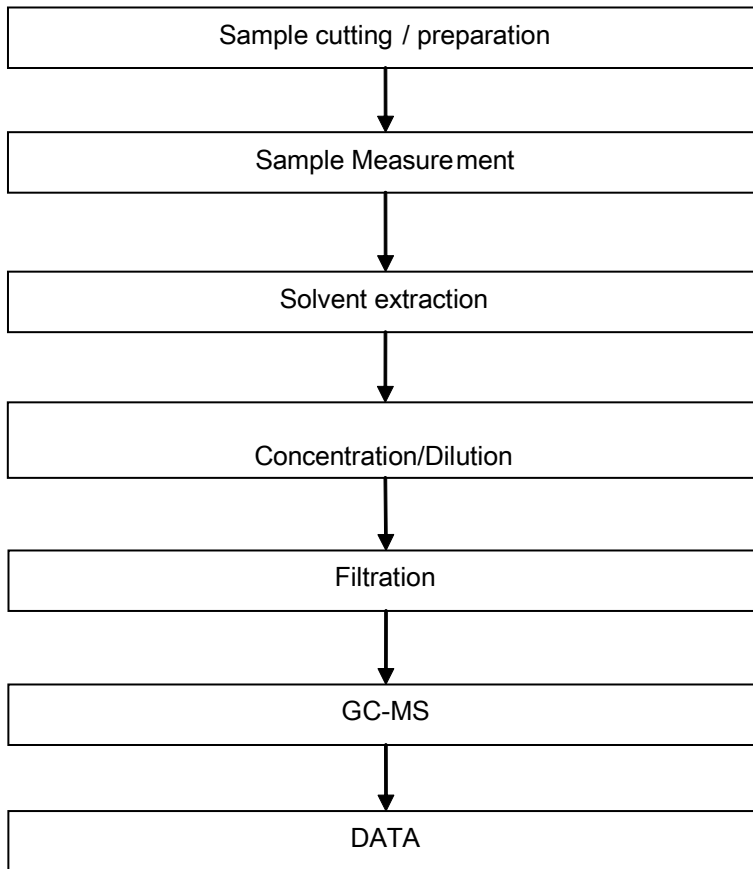 Sample cutting / preparation
Sample Measurement
Solvent extraction
Concentration/Dilution
Filtration
GC-MS
DATA